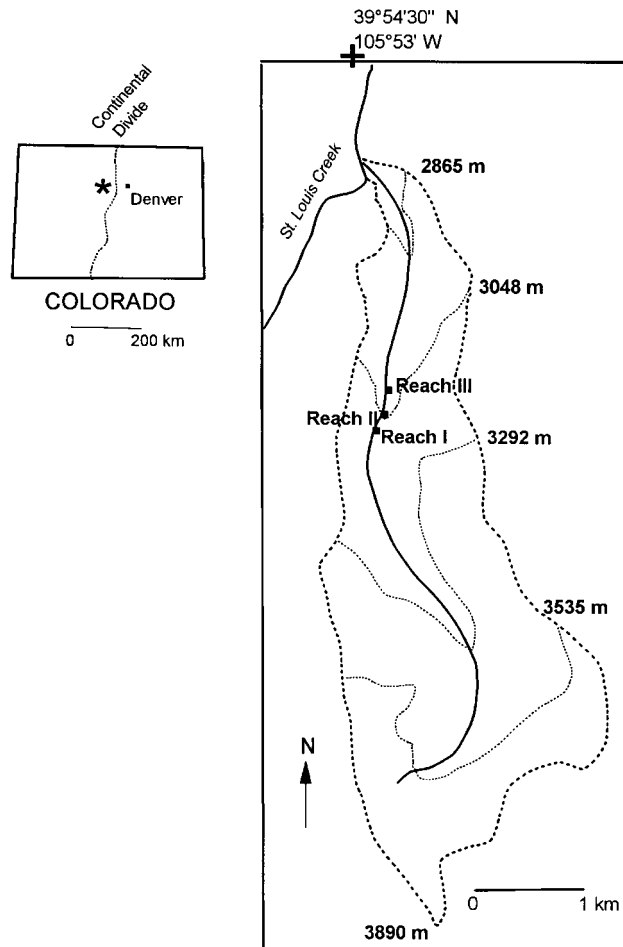 39°54'30" N
105°53' W
Continental
Divide
*
Denver
COLORADO
0 200 km
St. Louis Creek
2865 m
3048 m
Reach III
Reach II
Reach I
3292 m
3535 m
N
0 1 km
3890 m